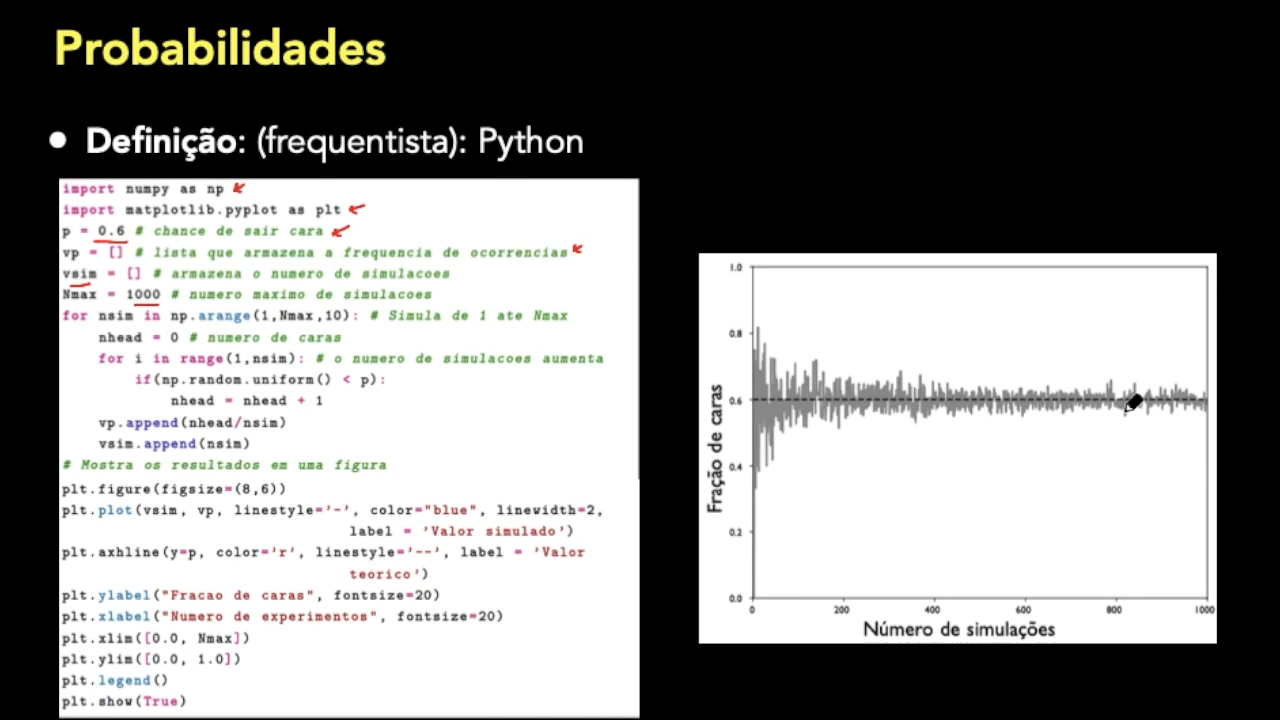 Probabilidades
● Definição: (frequentista): Python
import numpy as np
import matplotlib.pyplot as plt
p = 0.6 # chance de sair cara
vp = [] # lista que armazena a frequencia de ocorrencias
vsim = [] # armazena o numero de simulacoes
Nmax = 1000 # numero maximo de simulacoes
for nsim in np.arange(1,Nmax,10): # Simula de 1 ate Nmax
    nhead = 0 # numero de caras
    for i in range(1,nsim): # o numero de simulacoes aumenta
        if(np.random.uniform() < p):
            nhead = nhead + 1
    vp.append(nhead/nsim)
    vsim.append(nsim)
# Mostra os resultados em uma figura
plt.figure(figsize=(8,6))
plt.plot(vsim, vp, linestyle='-', color="blue", linewidth=2,
label = 'Valor simulado')
plt.axhline(y=p, color='r', linestyle='--', label = 'Valor
teorico')
plt.ylabel("Fracao de caras", fontsize=20)
plt.xlabel("Numero de experimentos", fontsize=20)
plt.xlim([0.0, Nmax])
plt.ylim([0.0, 1.0])
plt.legend()
plt.show(True)
Fração de caras
1.0
0.8
0.6
0.4
0.2
0.0
0 200 400 600 800 1000
Número de simulações